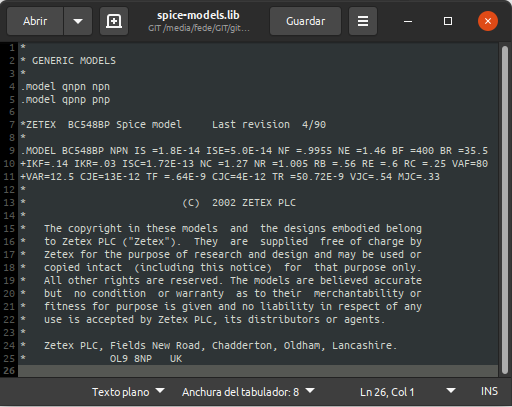 Abrir
spice-models.lib
GIT /media/fede/GIT/git...
Guardar
1 *
2 * GENERIC MODELS
3 *
4 .model qnpn npn
5 .model qpnp pnp
6
7 *ZETEX BC548BP Spice model Last revision 4/90
8 *
9 .MODEL BC548BP NPN IS =1.8E-14 ISE=5.0E-14 NF =.9955 NE =1.46 BF =400 BR =35.5
10 +IKF=.14 IKR=.03 ISC=1.72E-13 NC =1.27 NR =1.005 RB =.56 RE =.6 RC =.25 VAF=80
11 +VAR=12.5 CJE=13E-12 TF =.64E-9 CJC=4E-12 TR =50.72E-9 VJC=.54 MJC=.33
12 *
13 * (C) 2002 ZETEX PLC
14 *
15 * The copyright in these models and the designs embodied belong
16 * to Zetex PLC ("Zetex"). They are supplied free of charge by
17 * Zetex for the purpose of research and design and may be used or
18 * copied intact (including this notice) for that purpose only.
19 * All other rights are reserved. The models are believed accurate
20 * but no condition or warranty as to their merchantability or
21 * fitness for purpose is given and no liability in respect of any
22 * use is accepted by Zetex PLC, its distributors or agents.
23 *
24 * Zetex PLC, Fields New Road, Chadderton, Oldham, Lancashire.
25 * OL9 8NP UK
26
Texto plano Anchura del tabulador: 8 Ln 26, Col 1 INS